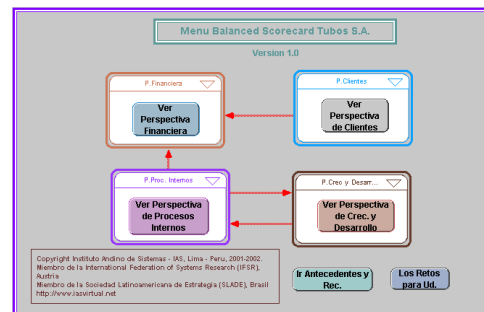 Menu Balanced Scorecard Tubos S.A.
Version 1.0
P.Financiera
Ver
Perspectiva
Financiera
P.Clientes
Ver
Perspectiva
de Clientes
P.Proc. Internos
Ver Perspectiva
de Procesos
Internos
P.Crec y Desarr...
Ver Perspectiva
de Crec. y
Desarrollo
Copyright Instituto Andino de Sistemas - IAS, Lima - Peru, 2001-2002.
Miembro de la International Federation of Systems Research (IFSR),
Austria
Miembro de la Sociedad Latinoamericana de Estrategia (SLADE), Brasil
http://www.iasvirtual.net
Ir Antecedentes y
Rec.
Los Retos
para Ud.